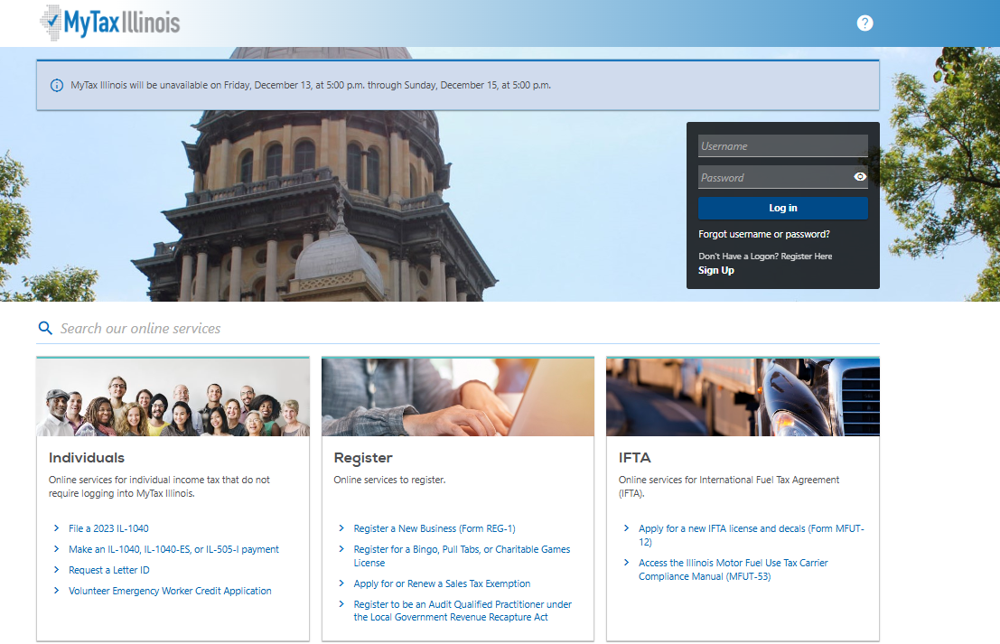 MyTax Illinois
?
MyTax Illinois will be unavailable on Friday, December 13, at 5:00 p.m. through Sunday, December 15, at 5:00 p.m.
Username
Password
Log in
Forgot username or password?
Don't Have a Logon? Register Here
Sign Up
Search our online services
Individuals
Online services for individual income tax that do not
require logging into MyTax Illinois.
File a 2023 IL-1040
Make an IL-1040, IL-1040-ES, or IL-505-I payment
Request a Letter ID
Volunteer Emergency Worker Credit Application
Register
Online services to register.
Register a New Business (Form REG-1)
Register for a Bingo, Pull Tabs, or Charitable Games
License
Apply for or Renew a Sales Tax Exemption
Register to be an Audit Qualified Practitioner under
the Local Government Revenue Recapture Act
IFTA
Online services for International Fuel Tax Agreement
(IFTA).
Apply for a new IFTA license and decals (Form MFUT-
12)
Access the Illinois Motor Fuel Use Tax Carrier
Compliance Manual (MFUT-53)